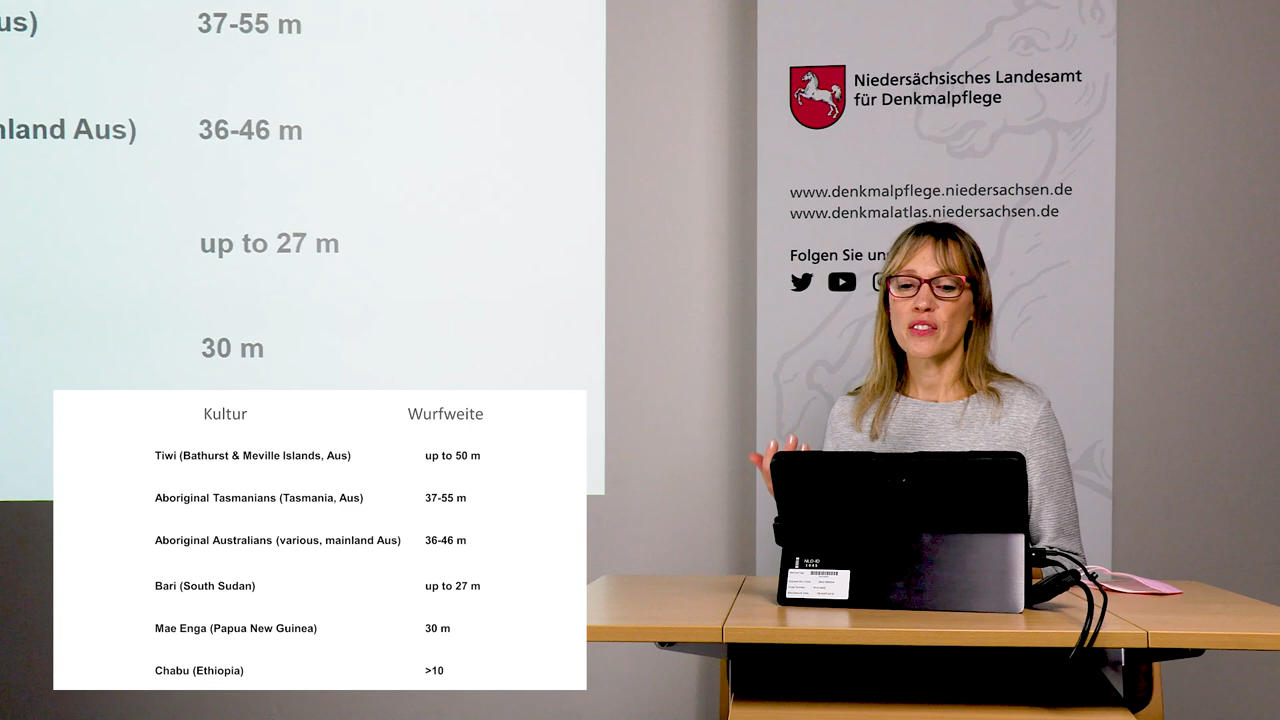 us)
37-55 m
nland Aus)
36-46 m
up to 27 m
30 m
Niedersächsisches Landesamt
für Denkmalpflege
www.denkmalpflege.niedersachsen.de
www.denkmalatlas.niedersachsen.de
Folgen Sie un
Kultur Wurfweite
Tiwi (Bathurst & Meville Islands, Aus) up to 50 m
Aboriginal Tasmanians (Tasmania, Aus) 37-55 m
Aboriginal Australians (various, mainland Aus) 36-46 m
Bari (South Sudan) up to 27 m
Mae Enga (Papua New Guinea) 30 m
Chabu (Ethiopia) >10
NLD-ID